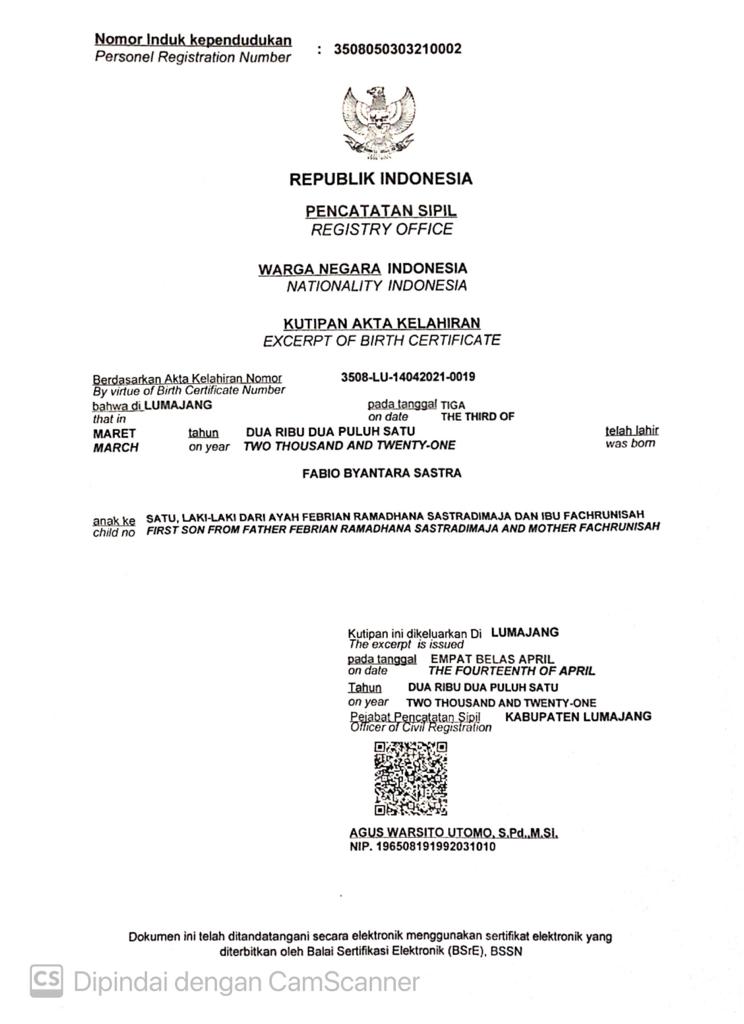 Nomor Induk kependudukan : 3508050303210002
Personel Registration Number
REPUBLIK INDONESIA
PENCATATAN SIPIL
REGISTRY OFFICE
WARGA NEGARA INDONESIA
NATIONALITY INDONESIA
KUTIPAN AKTA KELAHIRAN
EXCERPT OF BIRTH CERTIFICATE
Berdasarkan Akta Kelahiran Nomor 3508-LU-14042021-0019
By virtue of Birth Certificate Number
bahwa di LUMAJANG pada tanggal TIGA
that in on date THE THIRD OF
MARET tahun DUA RIBU DUA PULUH SATU telah lahir
MARCH on year TWO THOUSAND AND TWENTY-ONE was born
FABIO BYANTARA SASTRA
anak ke SATU, LAKI-LAKI DARI AYAH FEBRIAN RAMADHANA SASTRADIMAJA DAN IBU FACHRUNISAH
child no FIRST SON FROM FATHER FEBRIAN RAMADHANA SASTRADIMAJA AND MOTHER FACHRUNISAH
Kutipan ini dikeluarkan Di LUMAJANG
The excerpt is issued
pada tanggal EMPAT BELAS APRIL
on date THE FOURTEENTH OF APRIL
Tahun DUA RIBU DUA PULUH SATU
on year TWO THOUSAND AND TWENTY-ONE
Pejabat Pencatatan Sipil KABUPATEN LUMAJANG
Officer of Civil Registration
AGUS WARSITO UTOMO, S.Pd.,M.Si.
NIP. 196508191992031010
Dokumen ini telah ditandatangani secara elektronik menggunakan sertifikat elektronik yang
diterbitkan oleh Balai Sertifikasi Elektronik (BSrE), BSSN
CS Dipindai dengan CamScanner